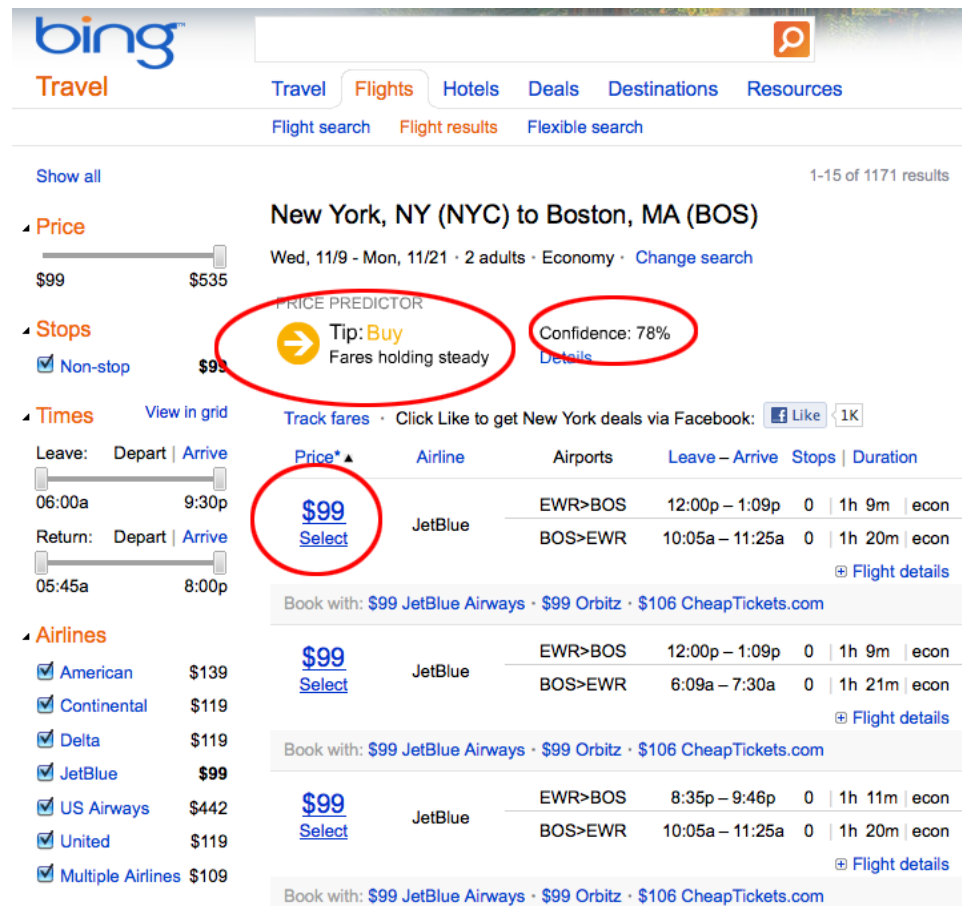 bing™
Travel
Travel Flights Hotels Deals Destinations Resources
Flight search Flight results Flexible search
Show all
1-15 of 1171 results
Price
$99 $535
Stops
Non-stop $99
Times View in grid
Leave: Depart | Arrive
06:00a 9:30p
Return: Depart | Arrive
05:45a 8:00p
Airlines
American $139
Continental $119
Delta $119
JetBlue $99
US Airways $442
United $119
Multiple Airlines $109
New York, NY (NYC) to Boston, MA (BOS)
Wed, 11/9 - Mon, 11/21 · 2 adults · Economy · Change search
PRICE PREDICTOR
Tip: Buy
Fares holding steady
Confidence: 78%
Details
Track fares · Click Like to get New York deals via Facebook: f Like 1K
Price* Airline Airports Leave – Arrive Stops | Duration
$99
Select
JetBlue
EWR>BOS 12:00p – 1:09p 0 | 1h 9m | econ
BOS>EWR 10:05a – 11:25a 0 | 1h 20m | econ
Flight details
Book with: $99 JetBlue Airways · $99 Orbitz · $106 CheapTickets.com
$99
Select
JetBlue
EWR>BOS 12:00p – 1:09p 0 | 1h 9m | econ
BOS>EWR 6:09a – 7:30a 0 | 1h 21m | econ
Flight details
Book with: $99 JetBlue Airways · $99 Orbitz · $106 CheapTickets.com
$99
Select
JetBlue
EWR>BOS 8:35p – 9:46p 0 | 1h 11m | econ
BOS>EWR 10:05a – 11:25a 0 | 1h 20m | econ
Flight details
Book with: $99 JetBlue Airways · $99 Orbitz · $106 CheapTickets.com